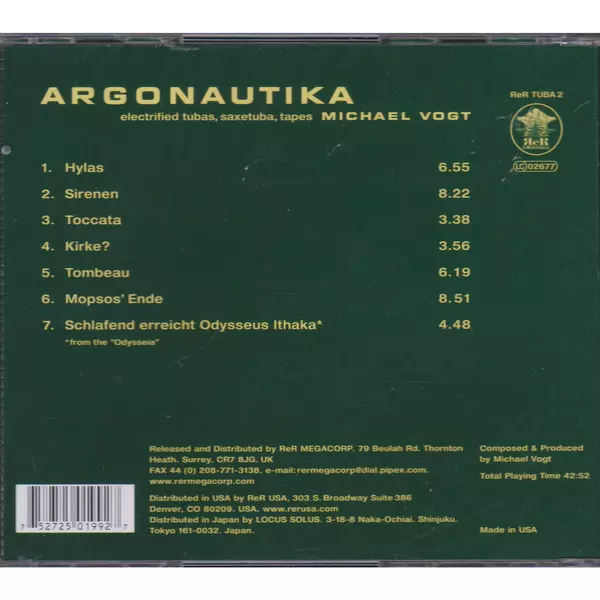 ARGONAUTIKA
electrified tubas, saxetuba, tapes MICHAEL VOGT
ReR TUBA 2
ReR
LC 02677
1. Hylas 6.55
2. Sirenen 8.22
3. Toccata 3.38
4. Kirke? 3.56
5. Tombeau 6.19
6. Mopsos' Ende 8.51
7. Schlafend erreicht Odysseus Ithaka* 4.48
*from the "Odysseia"
Released and Distributed by ReR MEGACORP. 79 Beulah Rd. Thornton
Heath. Surrey. CR7 8JG. UK
FAX 44 (0) 208-771-3138. e-mail: rermegacorp@dial.pipex.com
www.rermegacorp.com
Distributed in USA by ReR USA, 303 S. Broadway Suite 386
Denver, CO 80209. USA. www.rerusa.com
Distributed in Japan by LOCUS SOLUS. 3-18-8 Naka-Ochiai. Shinjuku.
Tokyo 161-0032. Japan
Composed & Produced
by Michael Vogt
Total Playing Time 42:52
Made in USA
7 52725 01992 7